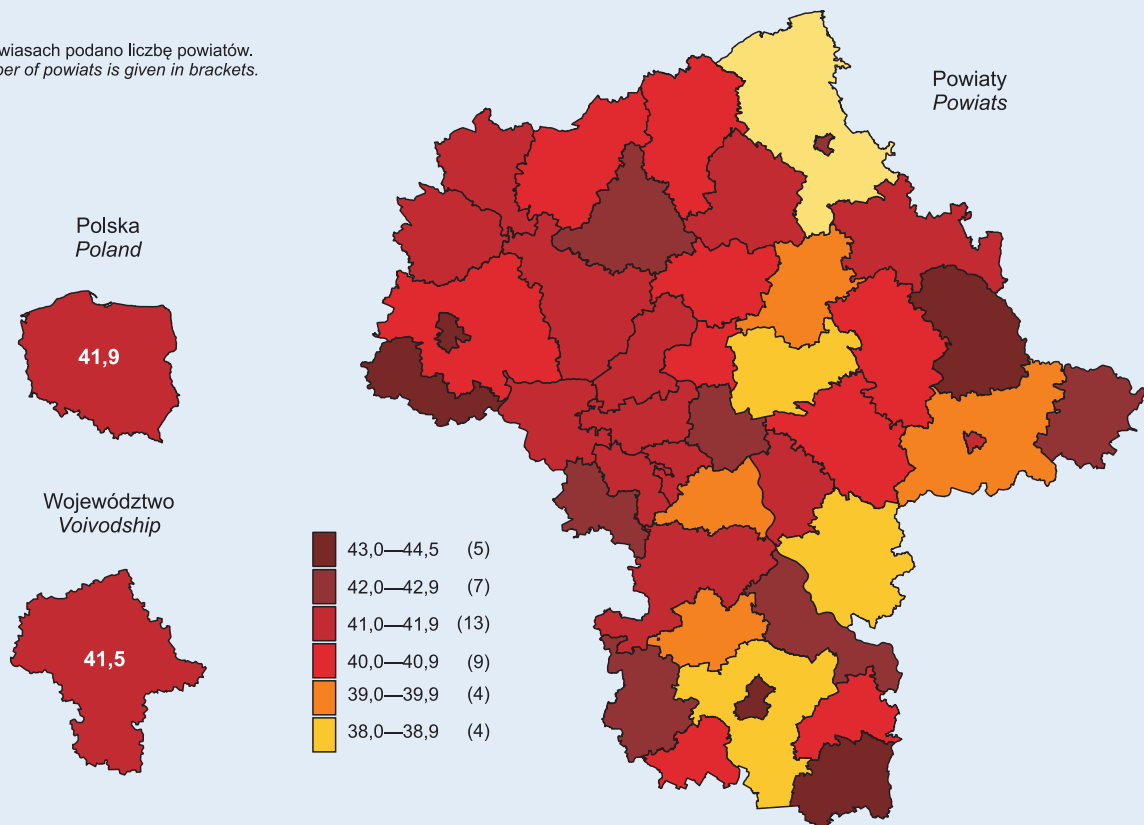 wiasach podano liczbę powiatów.
per of powiats is given in brackets.
Powiaty
Powiats
Polska
Poland
41,9
Województwo
Voivodship
41,5
43,0—44,5 (5)
42,0—42,9 (7)
41,0—41,9 (13)
40,0—40,9 (9)
39,0—39,9 (4)
38,0—38,9 (4)